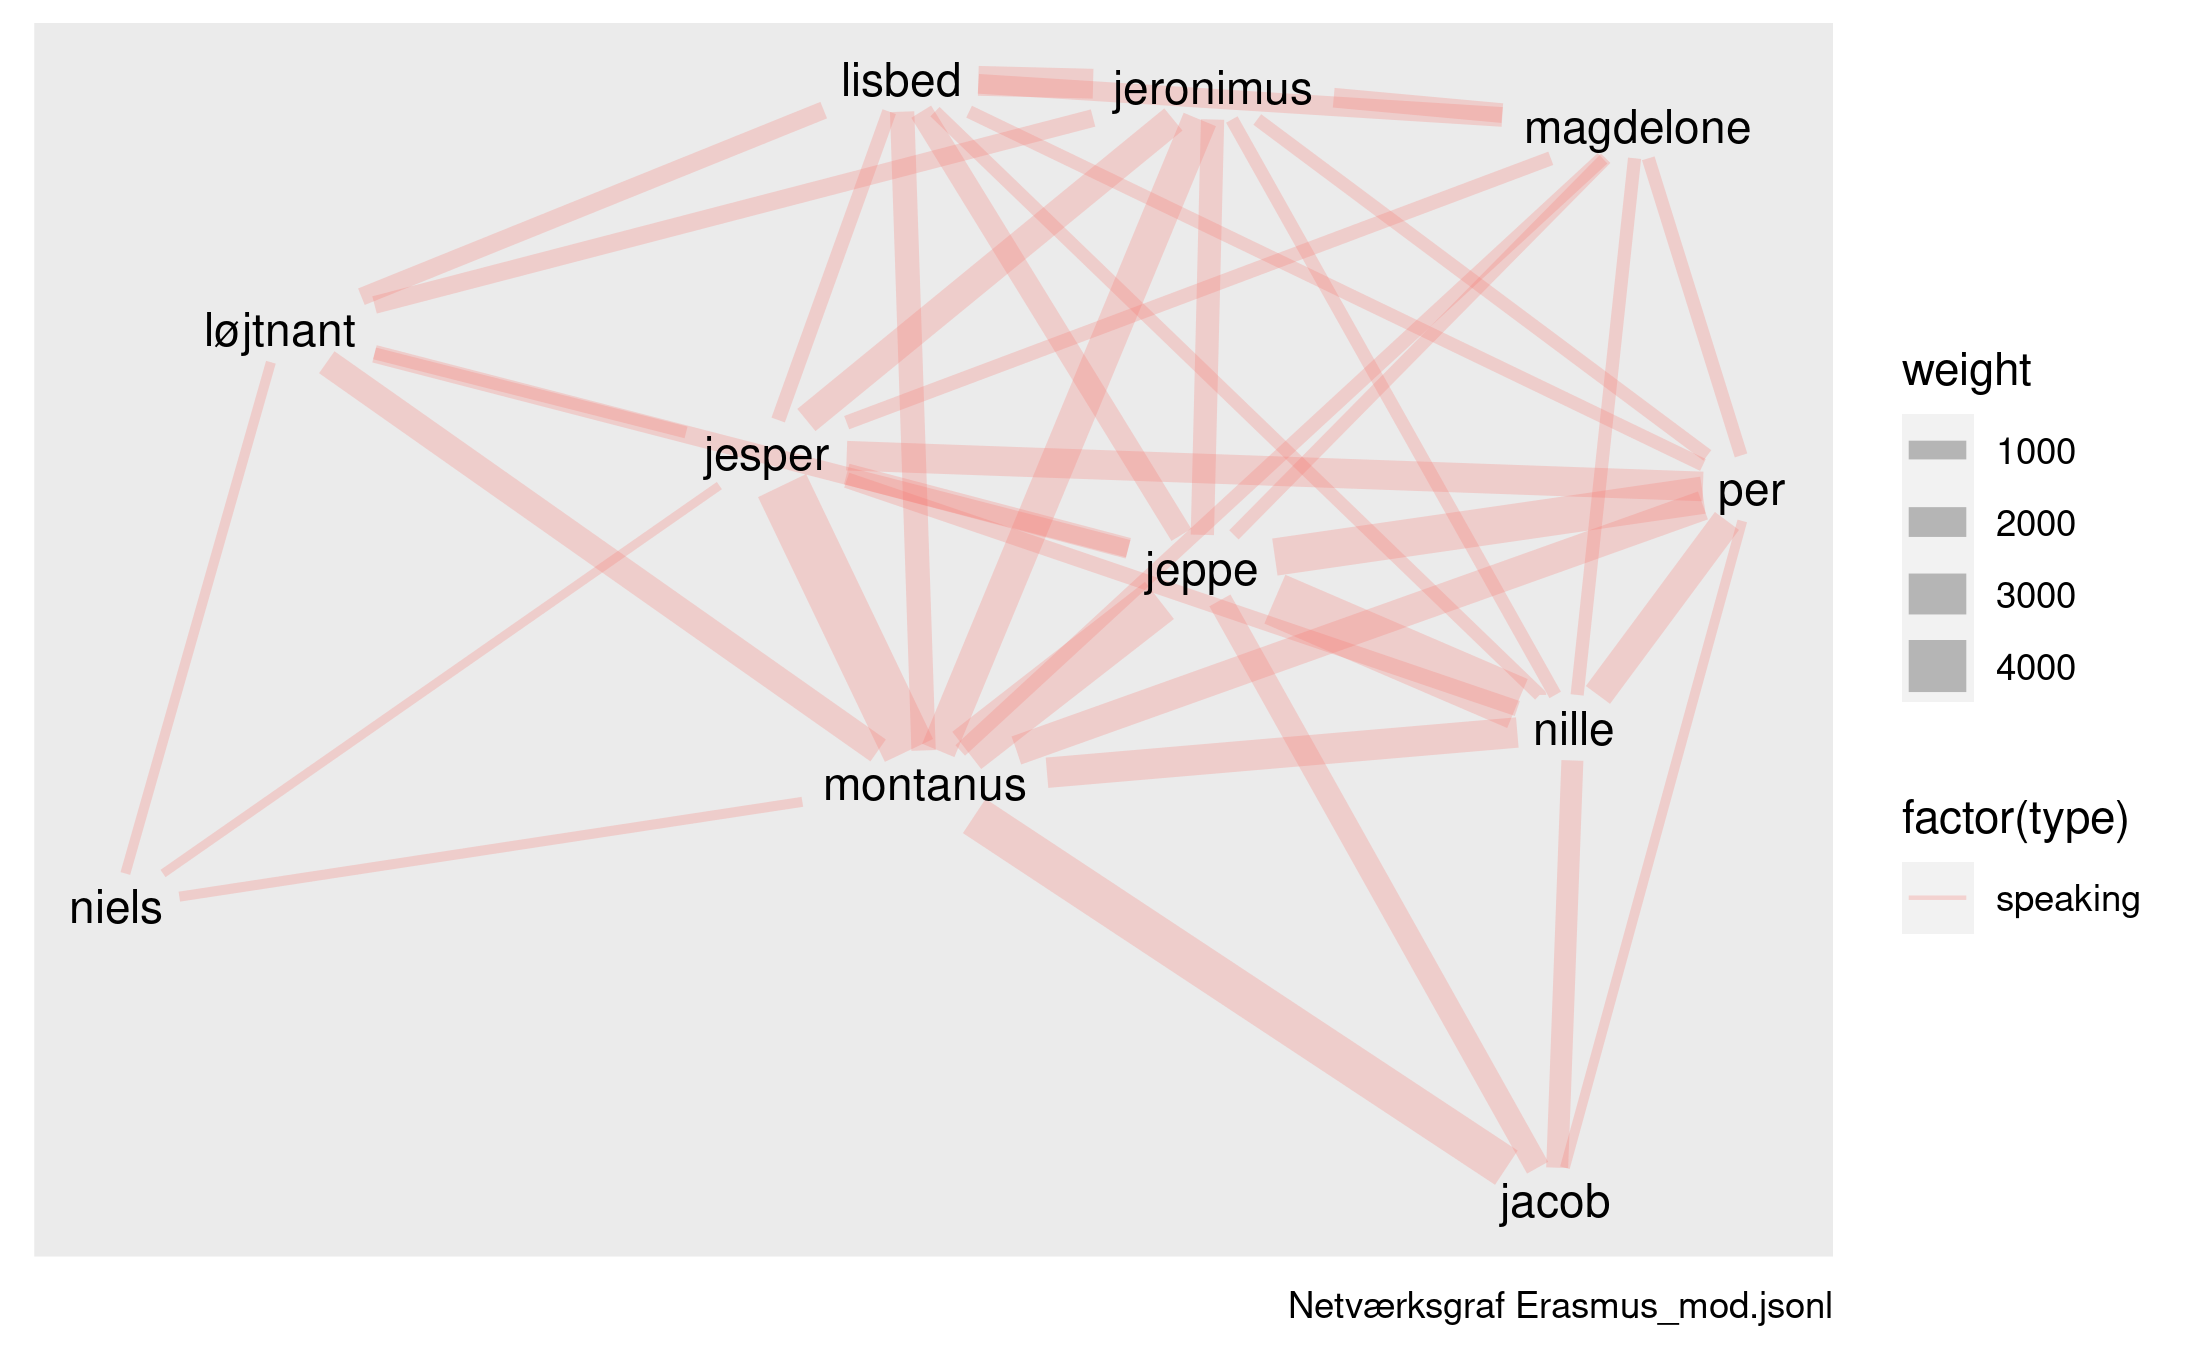 lisbed
jeronimus
magdelone
løjtnant
jesper
per
jeppe
nille
montanus
niels
jacob
weight
1000
2000
3000
4000
factor(type)
speaking
Netværksgraf Erasmus_mod.jsonl